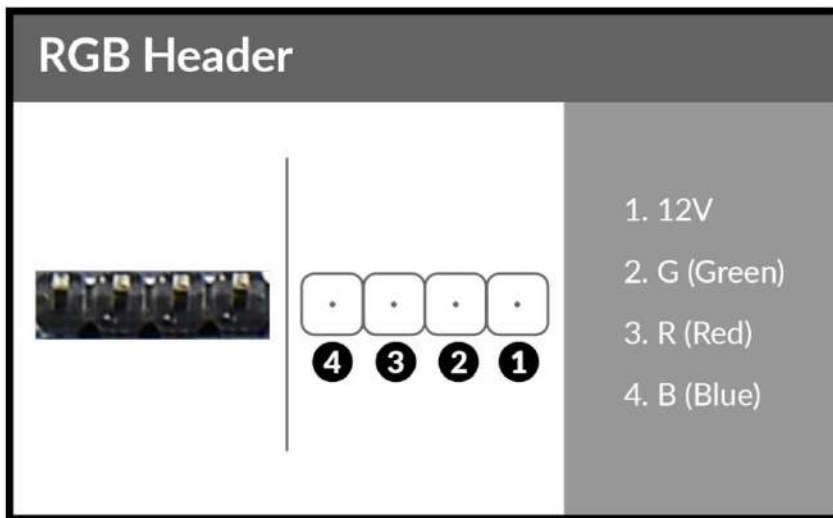 RGB Header
4 3 2 1
1. 12V
2. G (Green)
3. R (Red)
4. B (Blue)